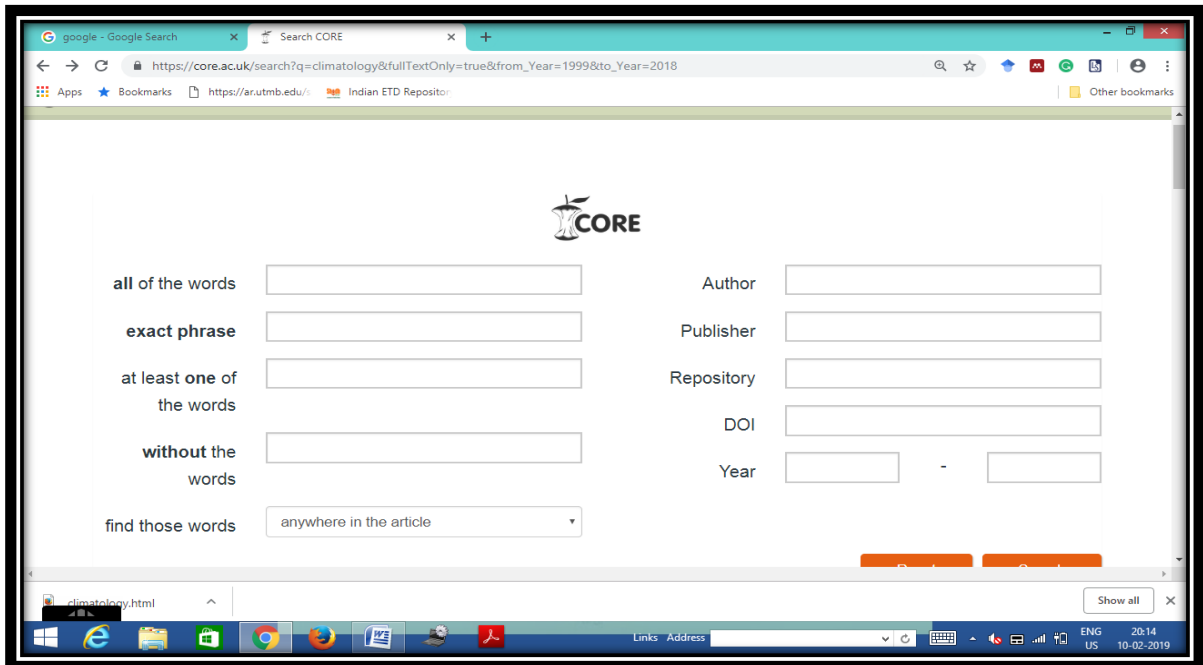 google - Google Search
Search CORE
https://core.ac.uk/search?q=climatology&fullTextOnly=true&from_Year=1999&to_Year=2018
Apps Bookmarks https://ar.utmb.edu/ Indian ETD Repositor Other bookmarks
CORE
all of the words
exact phrase
at least one of
the words
without the
words
find those words anywhere in the article
Author
Publisher
Repository
DOI
Year -
climatology.html Show all
Links Address ENG 20:14
US 10-02-2019